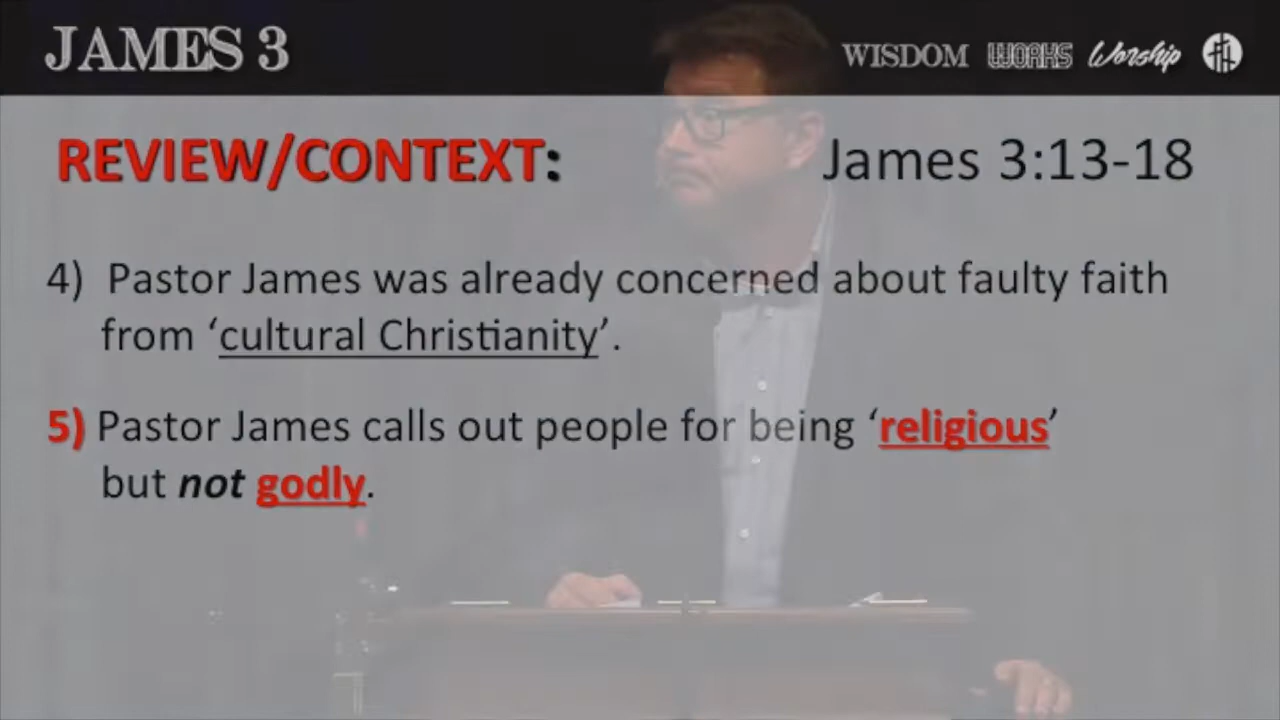 JAMES 3 WISDOM WORKS Worship
REVIEW/CONTEXT: James 3:13-18
4) Pastor James was already concerned about faulty faith
from ‘cultural Christianity’.
5) Pastor James calls out people for being ‘religious’
but not godly.